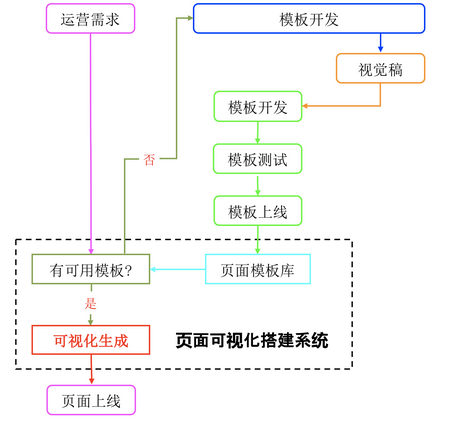 运营需求
模板开发
视觉稿
模板开发
否
模板测试
模板上线
有可用模板?
页面模板库
是
可视化生成
页面可视化搭建系统
页面上线